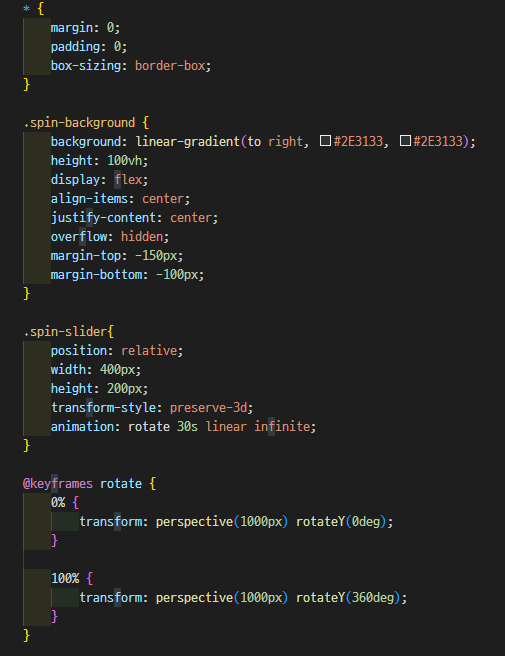 * {
margin: 0;
padding: 0;
box-sizing: border-box;
}
.spin-background {
background: linear-gradient(to right, #2E3133, #2E3133);
height: 100vh;
display: flex;
align-items: center;
justify-content: center;
overflow: hidden;
margin-top: -150px;
margin-bottom: -100px;
}
.spin-slider{
position: relative;
width: 400px;
height: 200px;
transform-style: preserve-3d;
animation: rotate 30s linear infinite;
}
@keyframes rotate {
0% {
transform: perspective(1000px) rotateY(0deg);
}
100% {
transform: perspective(1000px) rotateY(360deg);
}
}